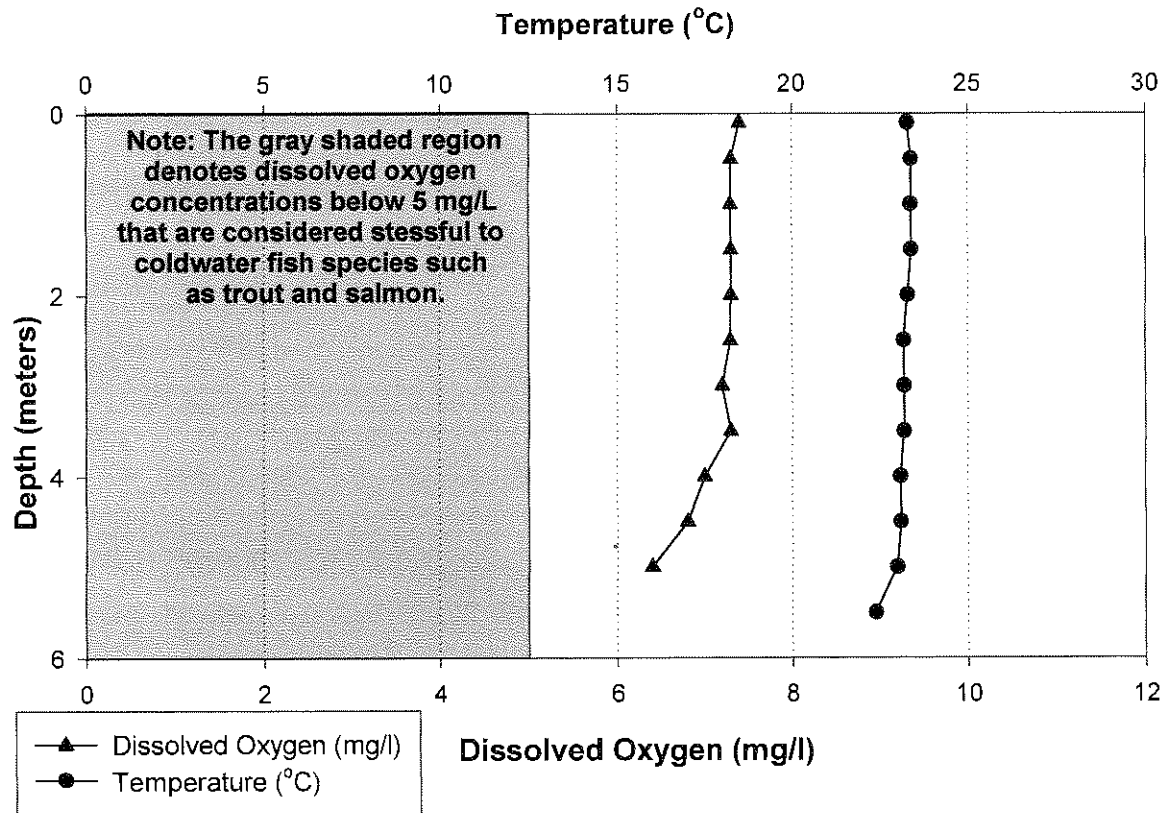 Temperature (°C)
0 5 10 15 20 25 30
0
Note: The gray shaded region
denotes dissolved oxygen
concentrations below 5 mg/L
that are considered stessful to
coldwater fish species such
as trout and salmon.
2
4
6
Depth (meters)
0 2 4 6 8 10 12
Dissolved Oxygen (mg/l)
Dissolved Oxygen (mg/l)
Temperature (°C)